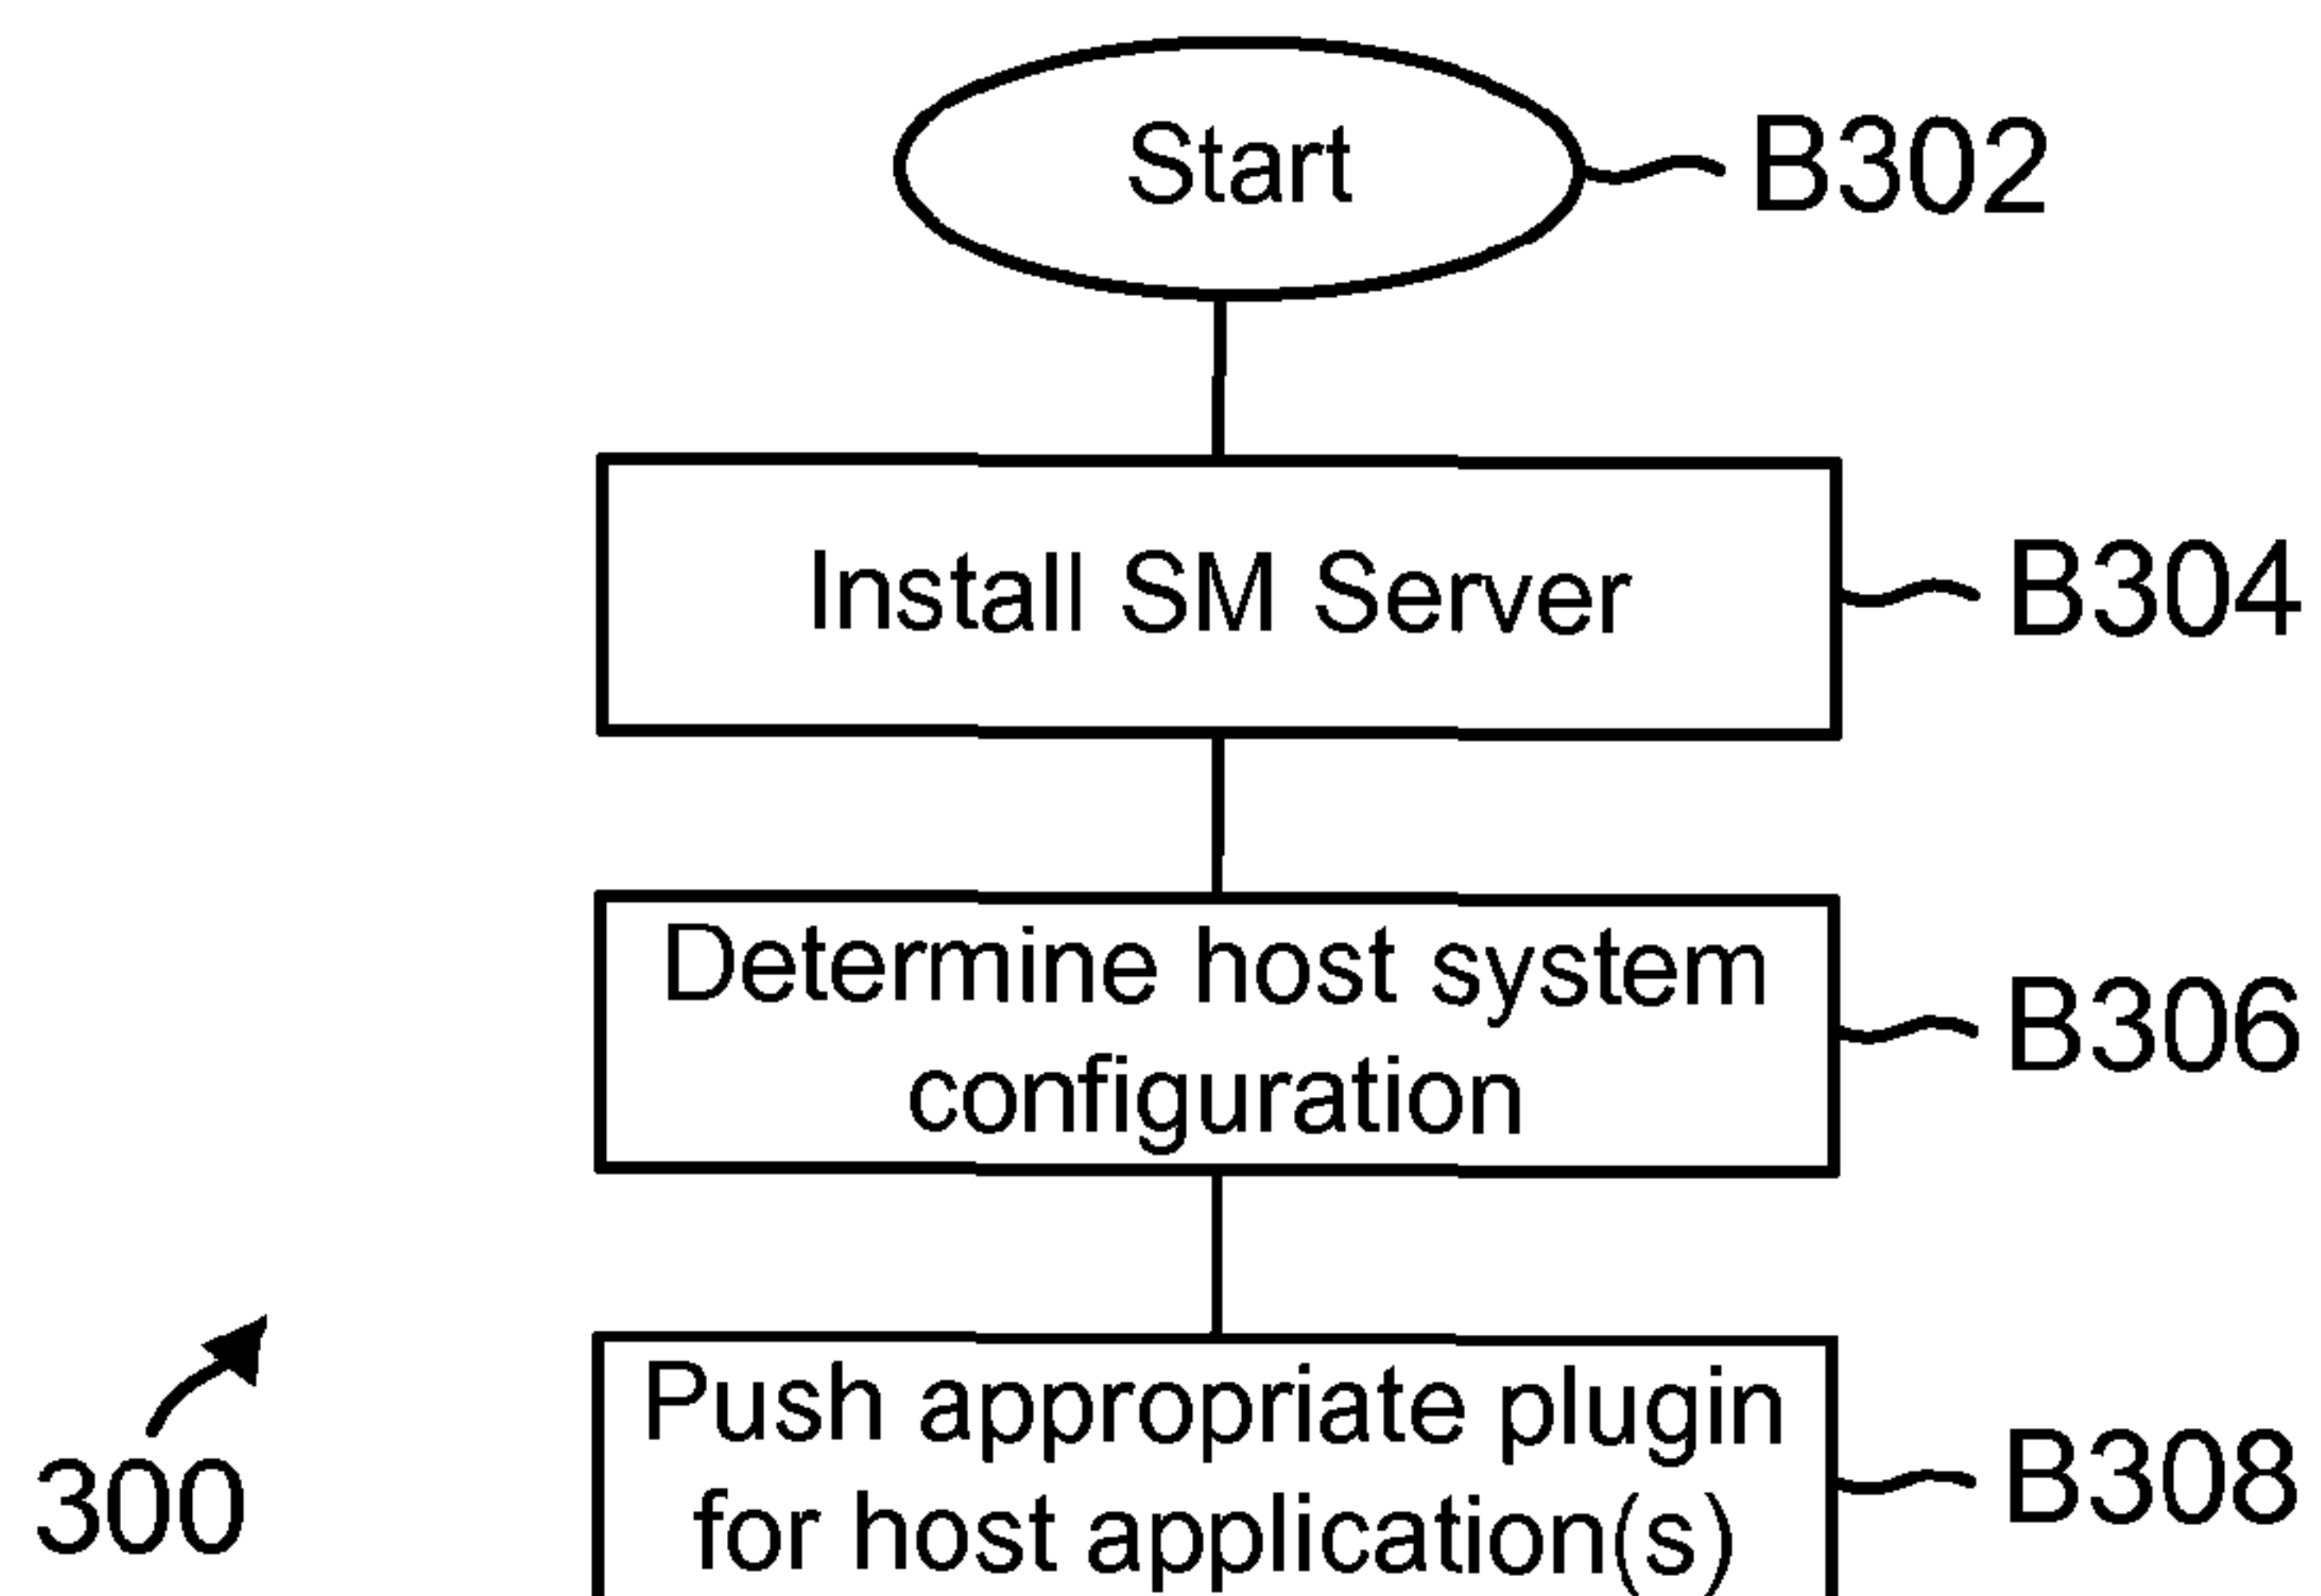 Start
B302
Install SM Server
B304
Determine host system
configuration
B306
Push appropriate plugin
for host application(s)
B308
300